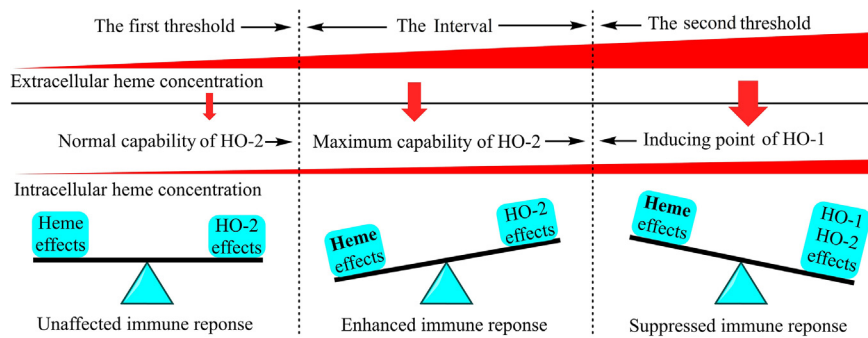 The first threshold
The Interval
The second threshold
Extracellular heme concentration
Normal capability of HO-2
Maximum capability of HO-2
Inducing point of HO-1
Intracellular heme concentration
Heme
effects
HO-2
effects
Heme
effects
HO-2
effects
Heme
effects
HO-1
HO-2
effects
Unaffected immune reponse
Enhanced immune reponse
Suppressed immune reponse